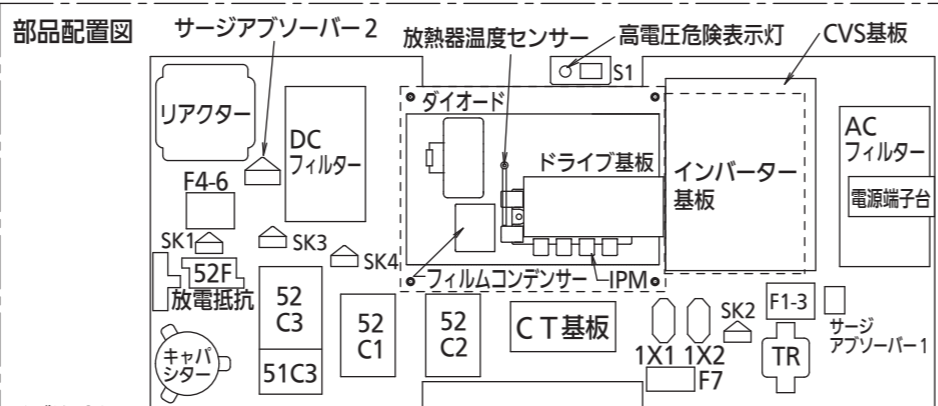 部品配置図
サージアブソーバー2
放熱器温度センサー
高電圧危険表示灯
CVS基板
S1
リアクター
DC
フィルター
ダイオード
ドライブ基板
インバーター
基板
AC
フィルター
電源端子台
F4-6
SK1
SK3
SK4
52F
放電抵抗
フィルムコンデンサー
IPM
52
C3
51C3
52
C1
52
C2
CT基板
1X1
1X2
F7
SK2
F1-3
TR
サージ
アブソーバー1
キャパ
シター